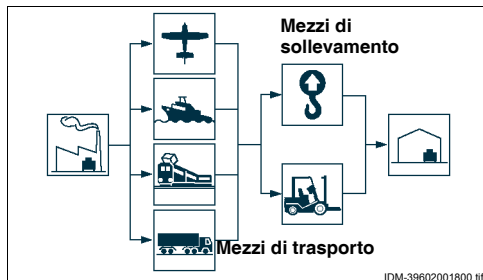 Mezzi di
sollevamento
Mezzi di trasporto
IDM-39602001800.tif